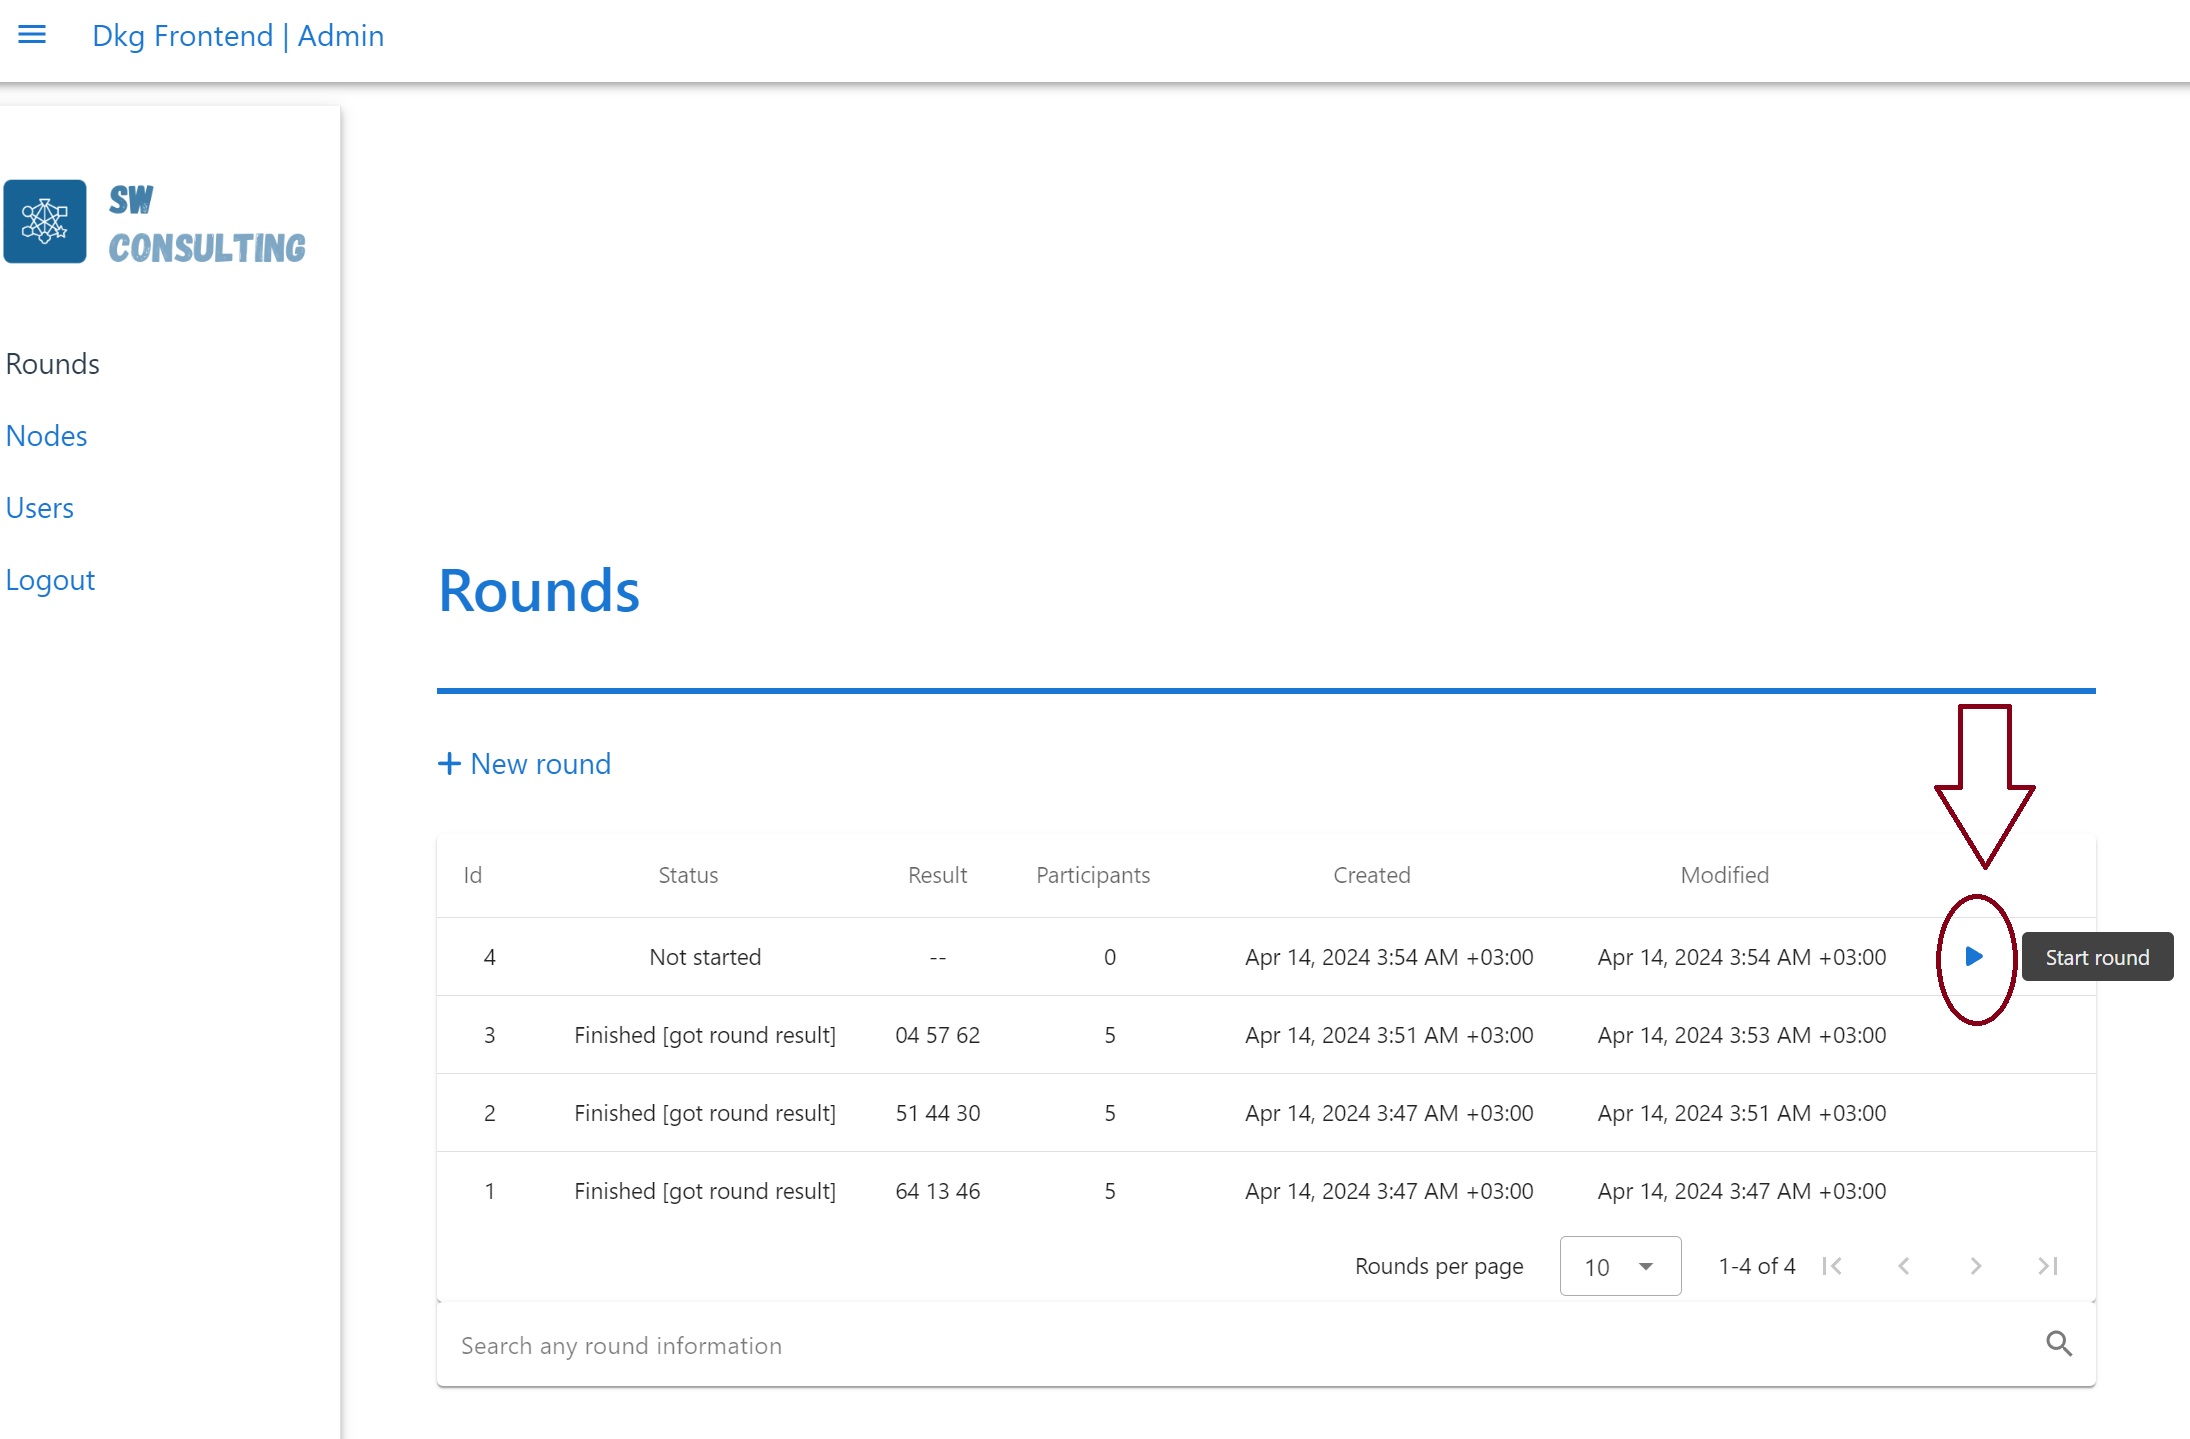 Dkg Frontend | Admin
SW
CONSULTING
Rounds
Nodes
Users
Logout
Rounds
New round
Id Status Result Participants Created Modified
4 Not started -- 0 Apr 14, 2024 3:54 AM +03:00 Apr 14, 2024 3:54 AM +03:00 Start round
3 Finished [got round result] 04 57 62 5 Apr 14, 2024 3:51 AM +03:00 Apr 14, 2024 3:53 AM +03:00
2 Finished [got round result] 51 44 30 5 Apr 14, 2024 3:47 AM +03:00 Apr 14, 2024 3:51 AM +03:00
1 Finished [got round result] 64 13 46 5 Apr 14, 2024 3:47 AM +03:00 Apr 14, 2024 3:47 AM +03:00
Rounds per page 10 1-4 of 4
Search any round information